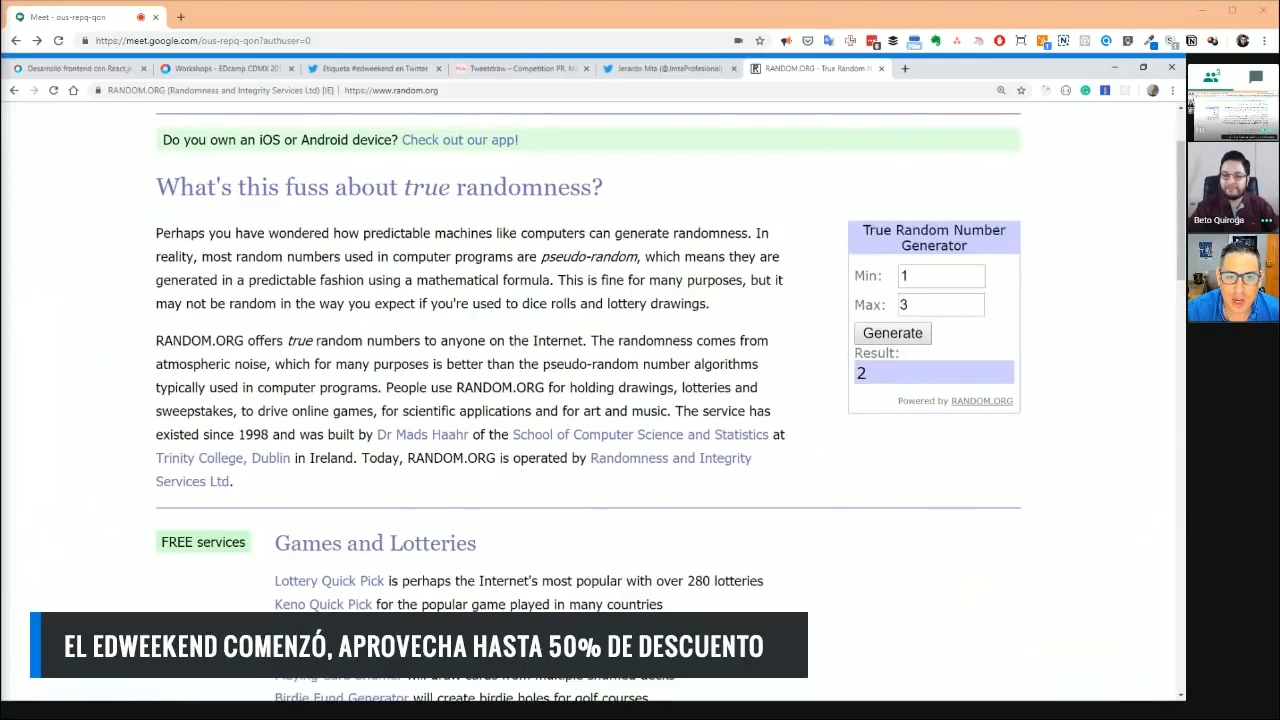 Meet - ous-repq-qon
https://meet.google.com/ous-repq-qon?authuser=0
Desarrollo frontend con React.js
Workshops - EDcamp CDMX 201
Etiqueta #edweekend en Twitter
Tweetdraw – Competition PR, M
Jerardo Mta (@JmtaProfesional)
RANDOM.ORG - True Random N
RANDOM.ORG (Randomness and Integrity Services Ltd) [IE] | https://www.random.org
Do you own an iOS or Android device? Check out our app!
What's this fuss about true randomness?
Perhaps you have wondered how predictable machines like computers can generate randomness. In
reality, most random numbers used in computer programs are pseudo-random, which means they are
generated in a predictable fashion using a mathematical formula. This is fine for many purposes, but it
may not be random in the way you expect if you're used to dice rolls and lottery drawings.
RANDOM.ORG offers true random numbers to anyone on the Internet. The randomness comes from
atmospheric noise, which for many purposes is better than the pseudo-random number algorithms
typically used in computer programs. People use RANDOM.ORG for holding drawings, lotteries and
sweepstakes, to drive online games, for scientific applications and for art and music. The service has
existed since 1998 and was built by Dr Mads Haahr of the School of Computer Science and Statistics at
Trinity College, Dublin in Ireland. Today, RANDOM.ORG is operated by Randomness and Integrity
Services Ltd.
True Random Number
Generator
Min: 1
Max: 3
Generate
Result:
2
Powered by RANDOM.ORG
FREE services
Games and Lotteries
Lottery Quick Pick is perhaps the Internet's most popular with over 280 lotteries
Keno Quick Pick for the popular game played in many countries
EL EDWEEKEND COMENZÓ, APROVECHA HASTA 50% DE DESCUENTO
Birdie Fund Generator will create birdie holes for golf courses
3
Tú
Beto Quiroga